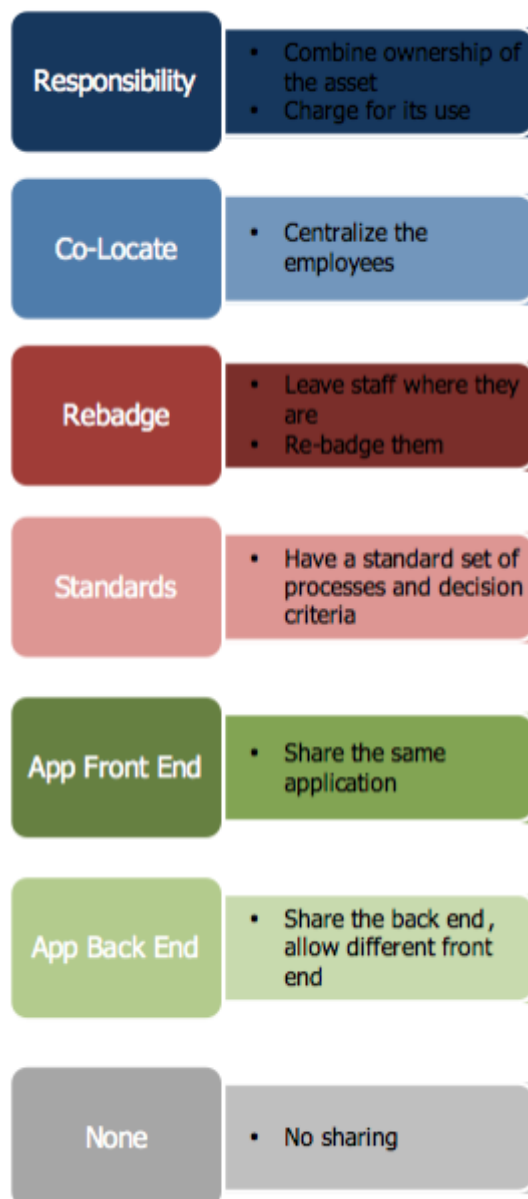 Responsibility
• Combine ownership of
the asset
• Charge for its use
Co-Locate
• Centralize the
employees
Rebadge
• Leave staff where they
are
• Re-badge them
Standards
• Have a standard set of
processes and decision
criteria
App Front End
• Share the same
application
App Back End
• Share the back end,
allow different front
end
None
• No sharing